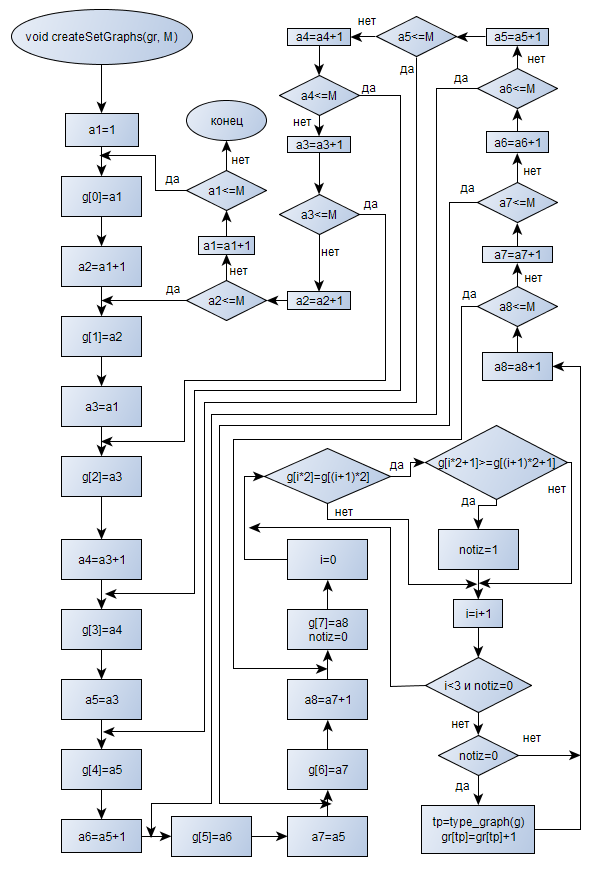 void createSetGraphs(gr, M)
a1=1
g[0]=a1
a2=a1+1
g[1]=a2
a3=a1
g[2]=a3
a4=a3+1
g[3]=a4
a5=a3
g[4]=a5
a6=a5+1
g[5]=a6
a7=a5
g[6]=a7
a8=a7+1
g[7]=a8
notiz=0
i=0
g[i*2]=g[(i+1)*2]
да
нет
g[i*2+1]>=g[(i+1)*2+1]
да
нет
notiz=1
i=i+1
i<3 и notiz=0
нет
notiz=0
нет
да
tp=type_graph(g)
gr[tp]=gr[tp]+1
a8=a8+1
a8<=M
да
нет
a7=a7+1
a7<=M
да
нет
a6=a6+1
a6<=M
да
нет
a5=a5+1
a5<=M
да
нет
a4=a4+1
a4<=M
да
нет
a3=a3+1
a3<=M
да
нет
a2=a2+1
a2<=M
да
нет
a1=a1+1
a1<=M
да
нет
конец